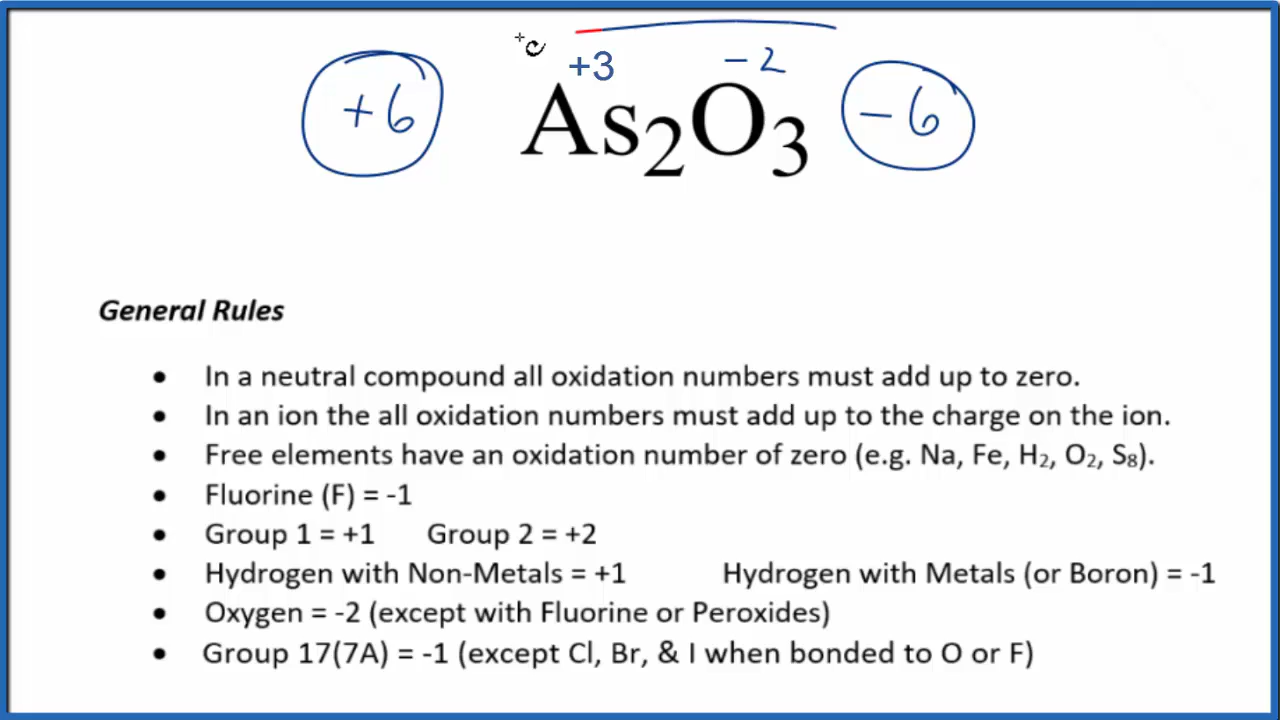 +3 -2
+6 As₂O₃ -6
General Rules
• In a neutral compound all oxidation numbers must add up to zero.
• In an ion the all oxidation numbers must add up to the charge on the ion.
• Free elements have an oxidation number of zero (e.g. Na, Fe, H₂, O₂, S₈).
• Fluorine (F) = -1
• Group 1 = +1 Group 2 = +2
• Hydrogen with Non-Metals = +1 Hydrogen with Metals (or Boron) = -1
• Oxygen = -2 (except with Fluorine or Peroxides)
• Group 17(7A) = -1 (except Cl, Br, & I when bonded to O or F)